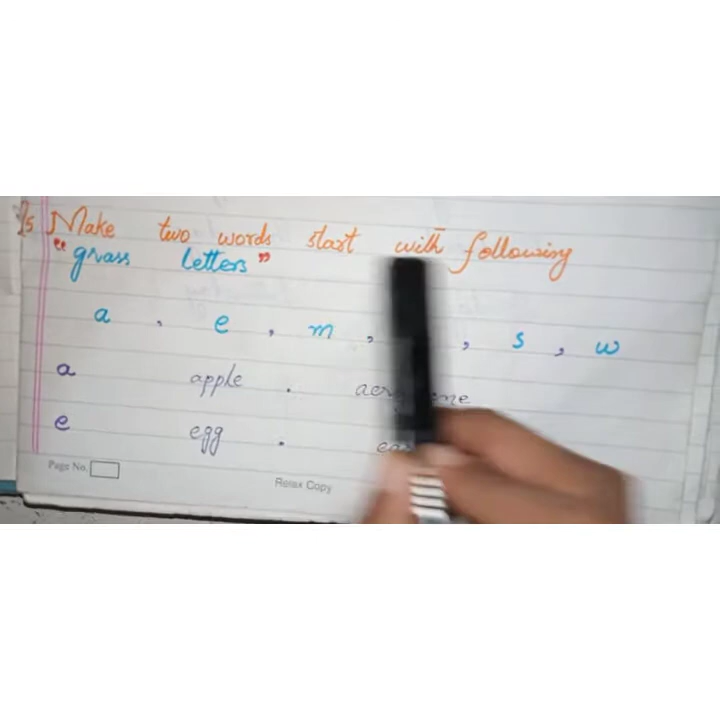 Make two words start with following
"grass letters"
a , e , m , , s , w
a apple .
e egg .
Page No.
Relax Copy